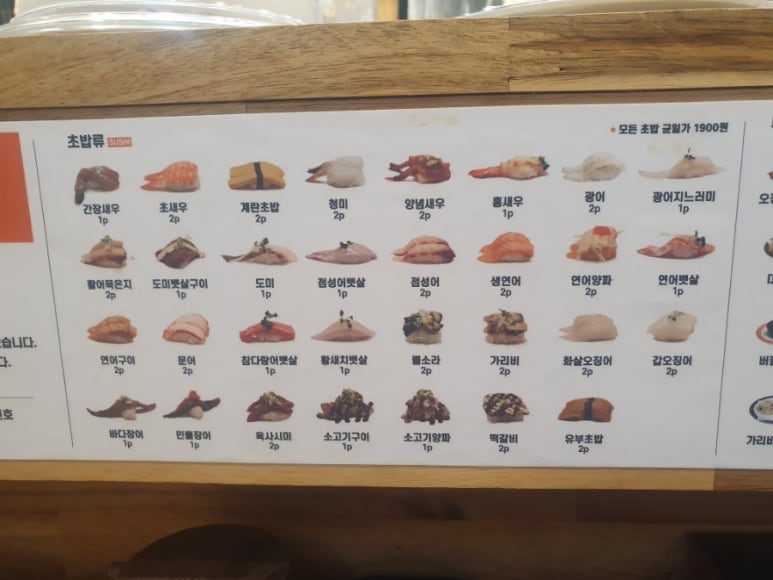 초밥류 SUSHI
• 모든 초밥 균일가 1900원
간장새우 초새우 계란초밥 청미 양념새우 홍새우 광어 광어지느러미
1p 2p 2p 2p 2p 1p 2p 1p
활어묵은지 도미뱃살구이 도미 점성어뱃살 점성어 생연어 연어양파 연어뱃살
2p 1p 1p 1p 2p 2p 2p 1p
연어구이 문어 참다랑어뱃살 황새치뱃살 뿔소라 가리비 화살오징어 갑오징어
2p 2p 1p 1p 2p 2p 2p 2p
바다장어 민물장어 육사시미 소고기구이 소고기양파 떡갈비 유부초밥
1p 1p 2p 1p 1p 2p 2p
습니다.
다.
가리비